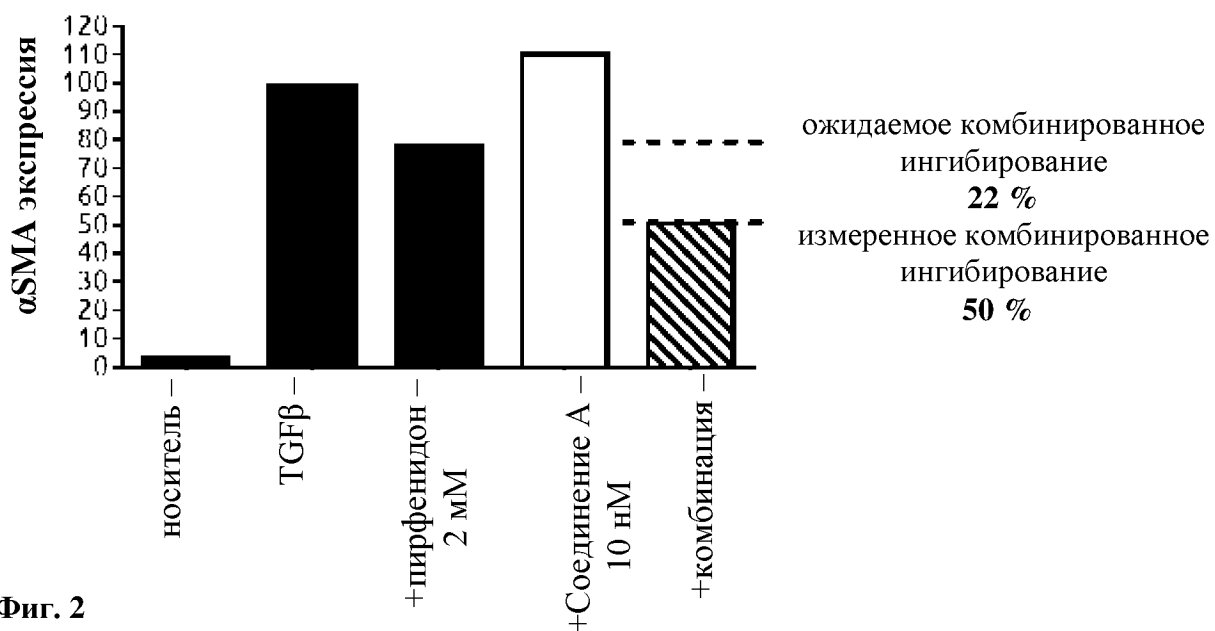 αSMA экспрессия
120
110
100
90
80
70
60
50
40
30
20
10
0
ожидаемое комбинированное
ингибирование
22 %
измеренное комбинированное
ингибирование
50 %
носитель –
TGFβ –
+пирфенидон –
2 мМ
+Соединение А –
10 нМ
+комбинация –
Фиг. 2